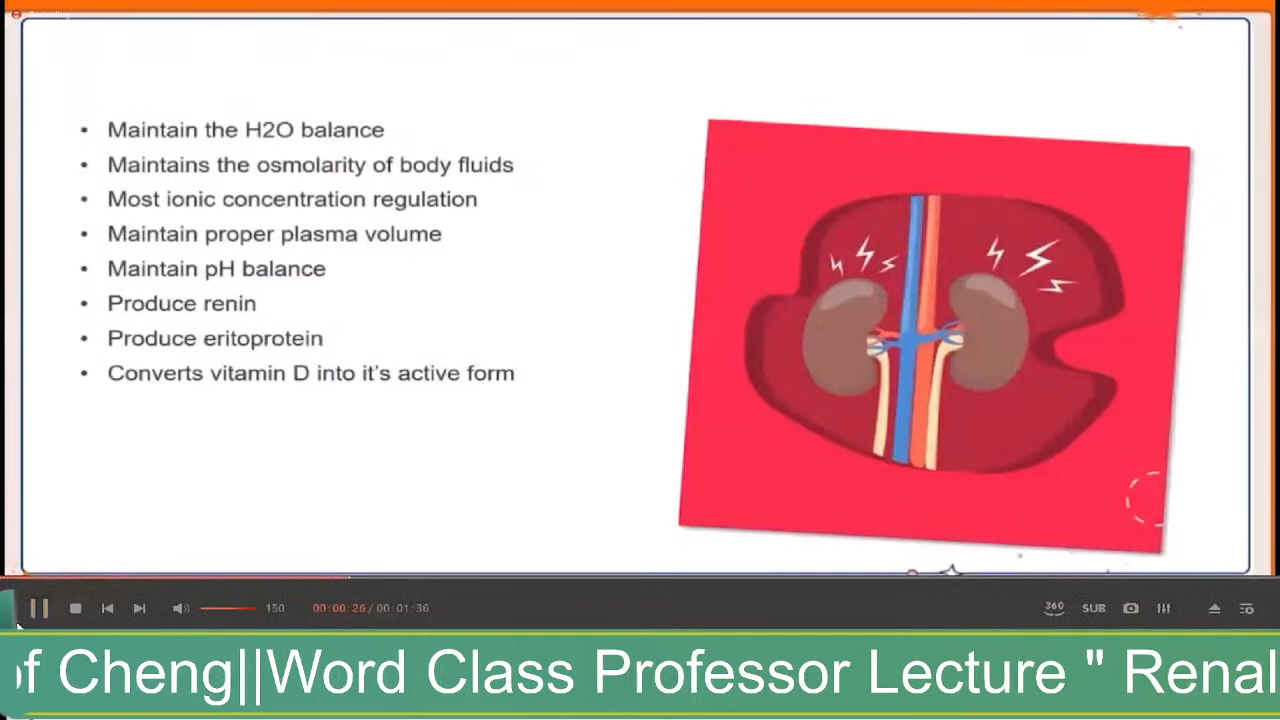 Recording
• Maintain the H2O balance
• Maintains the osmolarity of body fluids
• Most ionic concentration regulation
• Maintain proper plasma volume
• Maintain pH balance
• Produce renin
• Produce eritoprotein
• Converts vitamin D into it's active form
150 00:00:26 / 00:01:36 360 SUB
of Cheng||Word Class Professor Lecture " Renal